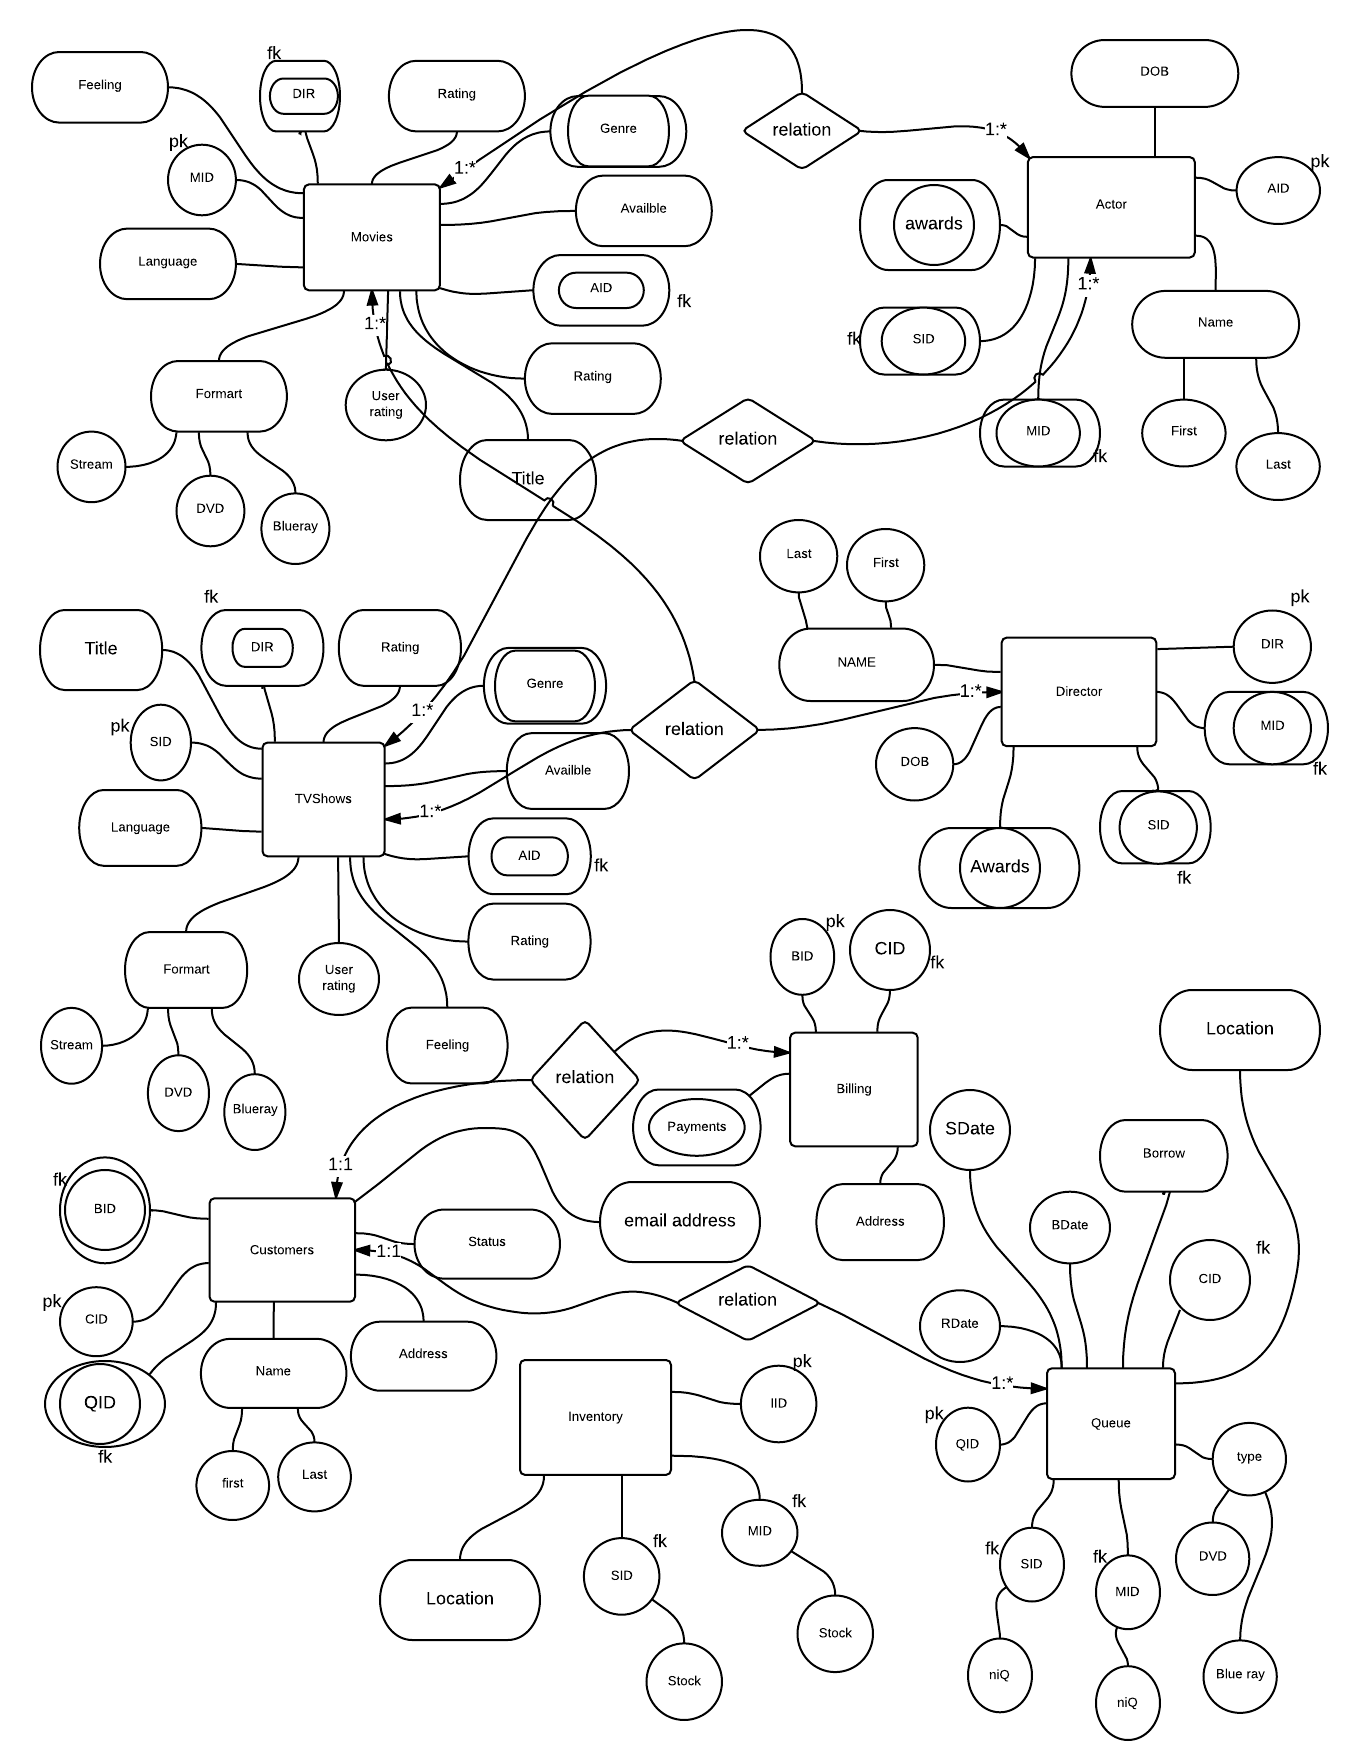 fk
Feeling
DIR
Rating
pk
MID
Genre
1:*
Language
Movies
Availble
AID
fk
1:*
Formart
User
rating
Rating
Stream
DVD
Blueray
Title
relation
1:*
DOB
Actor
pk
AID
awards
1:*
fk
SID
Name
MID
fk
First
Last
relation
Last
First
NAME
pk
DIR
Director
1:*
MID
fk
DOB
SID
fk
Awards
fk
Title
DIR
Rating
pk
SID
Genre
1:*
Language
TVShows
Availble
1:*
relation
AID
fk
Formart
User
rating
Rating
Stream
DVD
Blueray
Feeling
relation
1:*
BID
pk
CID
fk
Billing
Payments
Address
1:1
fk
BID
Customers
Status
1:1
email address
pk
CID
Name
Address
QID
fk
first
Last
relation
1:*
Location
SDate
Borrow
BDate
CID
fk
RDate
Queue
pk
QID
type
fk
SID
fk
MID
DVD
niQ
niQ
Blue ray
Inventory
pk
IID
fk
MID
fk
SID
Location
Stock
Stock